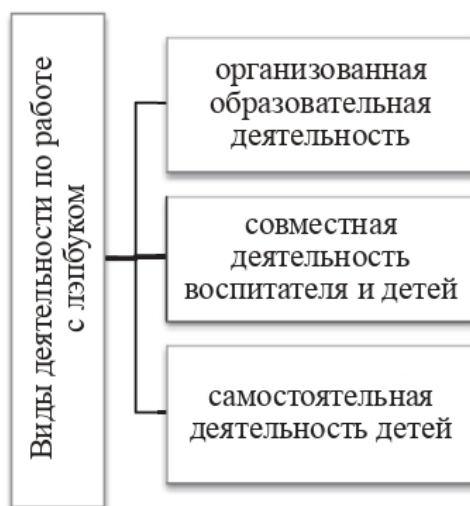 Виды деятельности по работе
с лэпбуком
организованная
образовательная
деятельность
совместная
деятельность
воспитателя и детей
самостоятельная
деятельность детей